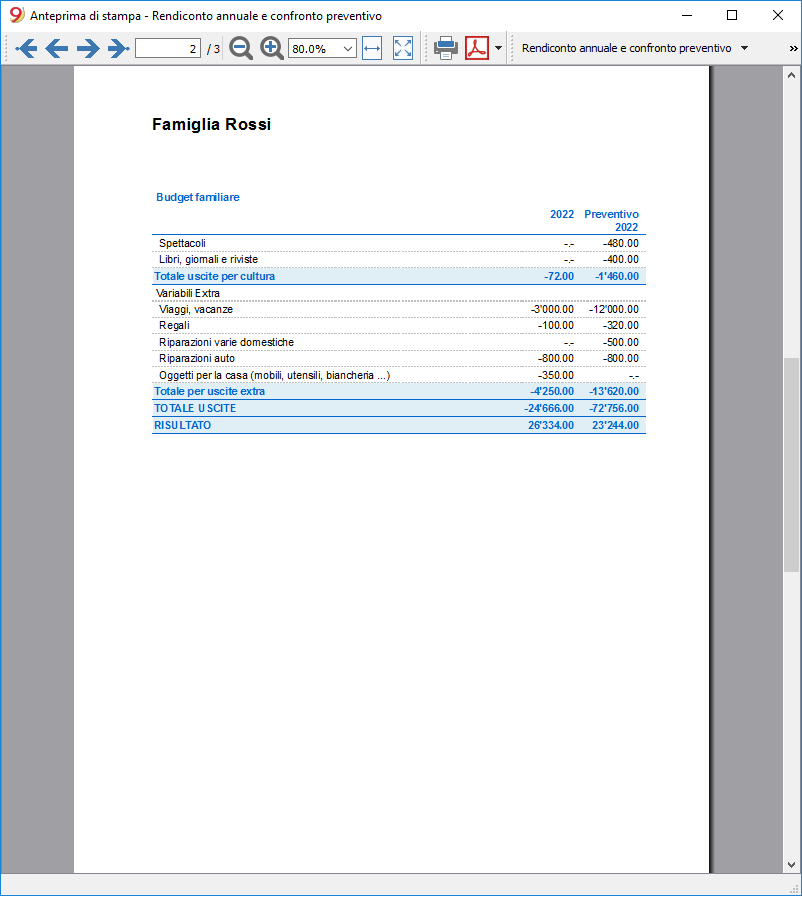 Anteprima di stampa - Rendiconto annuale e confronto preventivo
2 / 3 80.0% Rendiconto annuale e confronto preventivo »
Famiglia Rossi
Budget familiare
2022 Preventivo
2022
Spettacoli -.- -480.00
Libri, giornali e riviste -.- -400.00
Totale uscite per cultura -72.00 -1'460.00
Variabili Extra
Viaggi, vacanze -3'000.00 -12'000.00
Regali -100.00 -320.00
Riparazioni varie domestiche -.- -500.00
Riparazioni auto -800.00 -800.00
Oggetti per la casa (mobili, utensili, biancheria ...) -350.00 -.-
Totale per uscite extra -4'250.00 -13'620.00
TOTALE USCITE -24'666.00 -72'756.00
RISULTATO 26'334.00 23'244.00